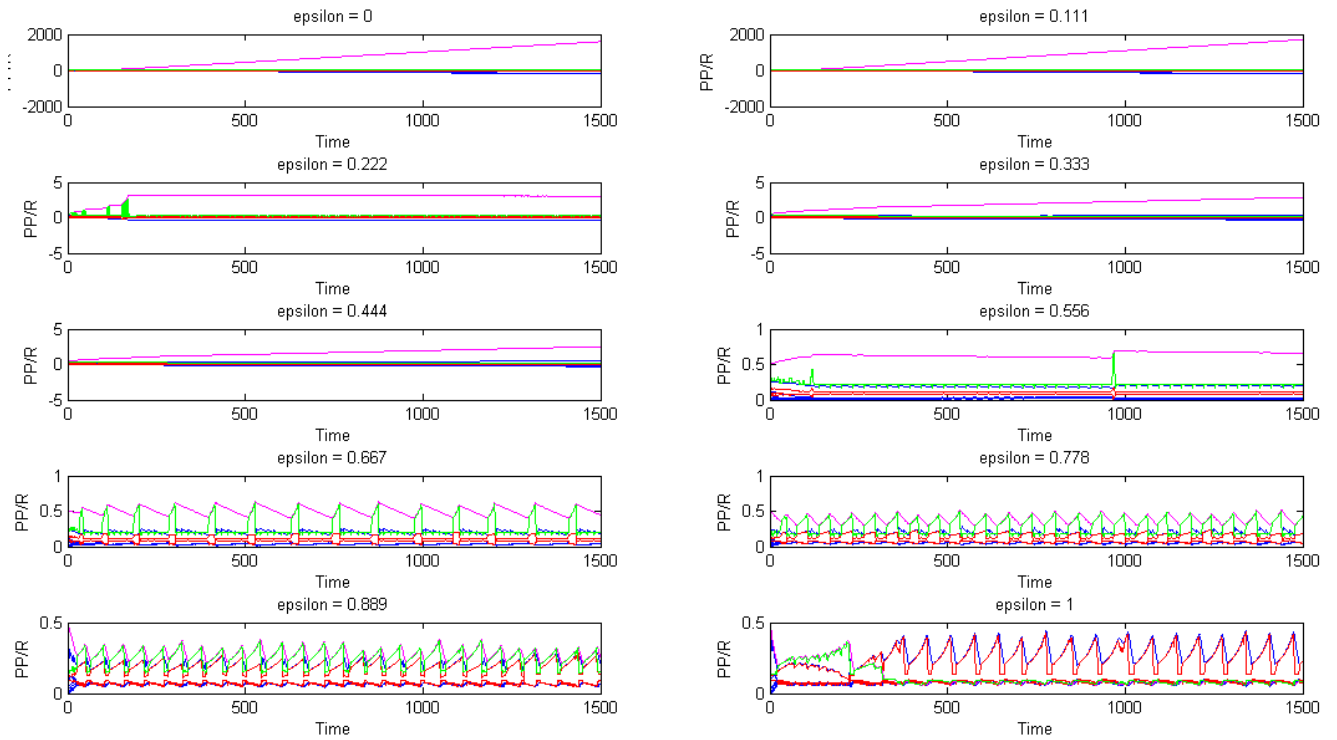 epsilon = 0
2000
0
-2000
0 500 1000 1500
Time
epsilon = 0.111
PP/R
2000
0
-2000
0 500 1000 1500
Time
epsilon = 0.222
PP/R
5
0
-5
0 500 1000 1500
Time
epsilon = 0.333
PP/R
5
0
-5
0 500 1000 1500
Time
epsilon = 0.444
PP/R
5
0
-5
0 500 1000 1500
Time
epsilon = 0.556
PP/R
1
0.5
0
0 500 1000 1500
Time
epsilon = 0.667
PP/R
1
0.5
0
0 500 1000 1500
Time
epsilon = 0.778
PP/R
1
0.5
0
0 500 1000 1500
Time
epsilon = 0.889
PP/R
0.5
0
0 500 1000 1500
Time
epsilon = 1
PP/R
0.5
0
0 500 1000 1500
Time